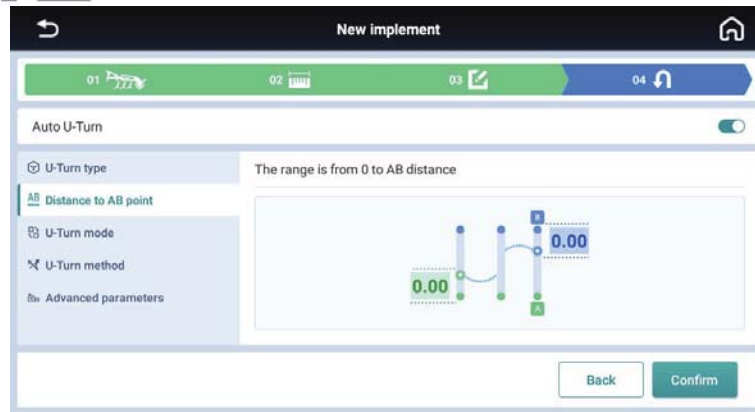 New implement
01
02
03
04
Auto U-Turn
U-Turn type
The range is from 0 to AB distance
AB Distance to AB point
U-Turn mode
U-Turn method
Advanced parameters
B
0.00
0.00
A
Back
Confirm